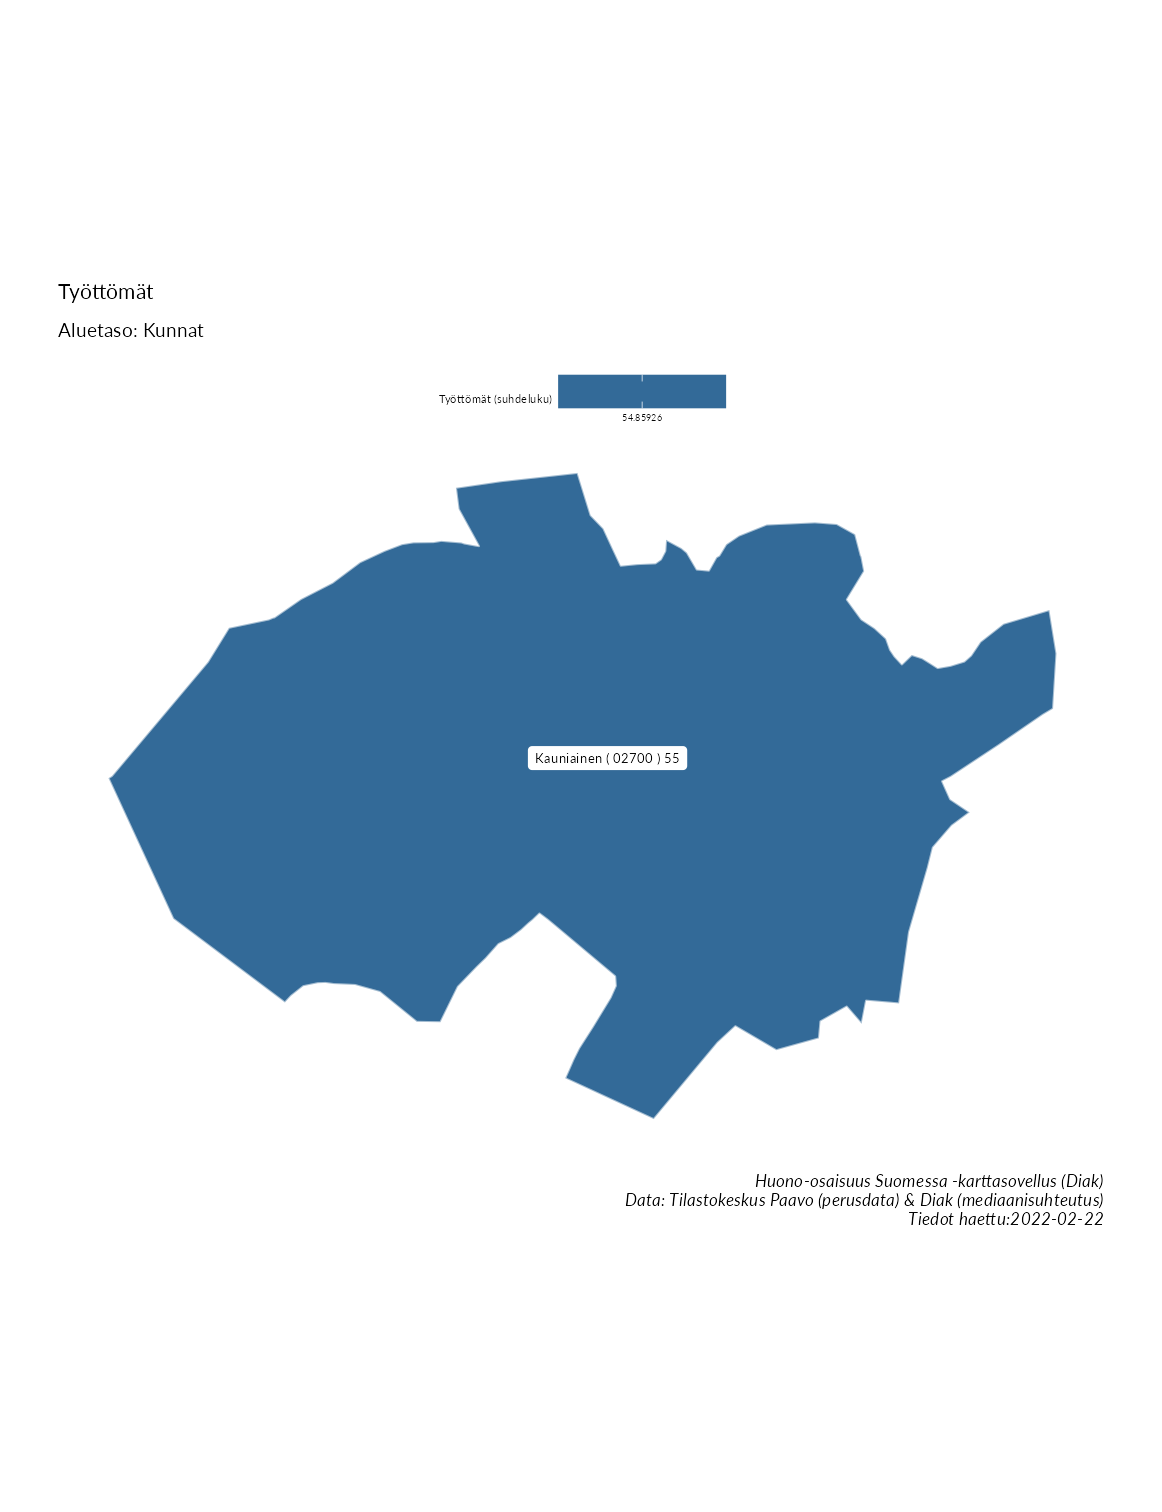 Työttömät
Aluetaso: Kunnat
Työttömät (suhdeluku)
54.85926
Kauniainen ( 02700 ) 55
Huono-osaisuus Suomessa -karttasovellus (Diak)
Data: Tilastokeskus Paavo (perusdata) & Diak (mediaanisuhteutus)
Tiedot haettu:2022-02-22